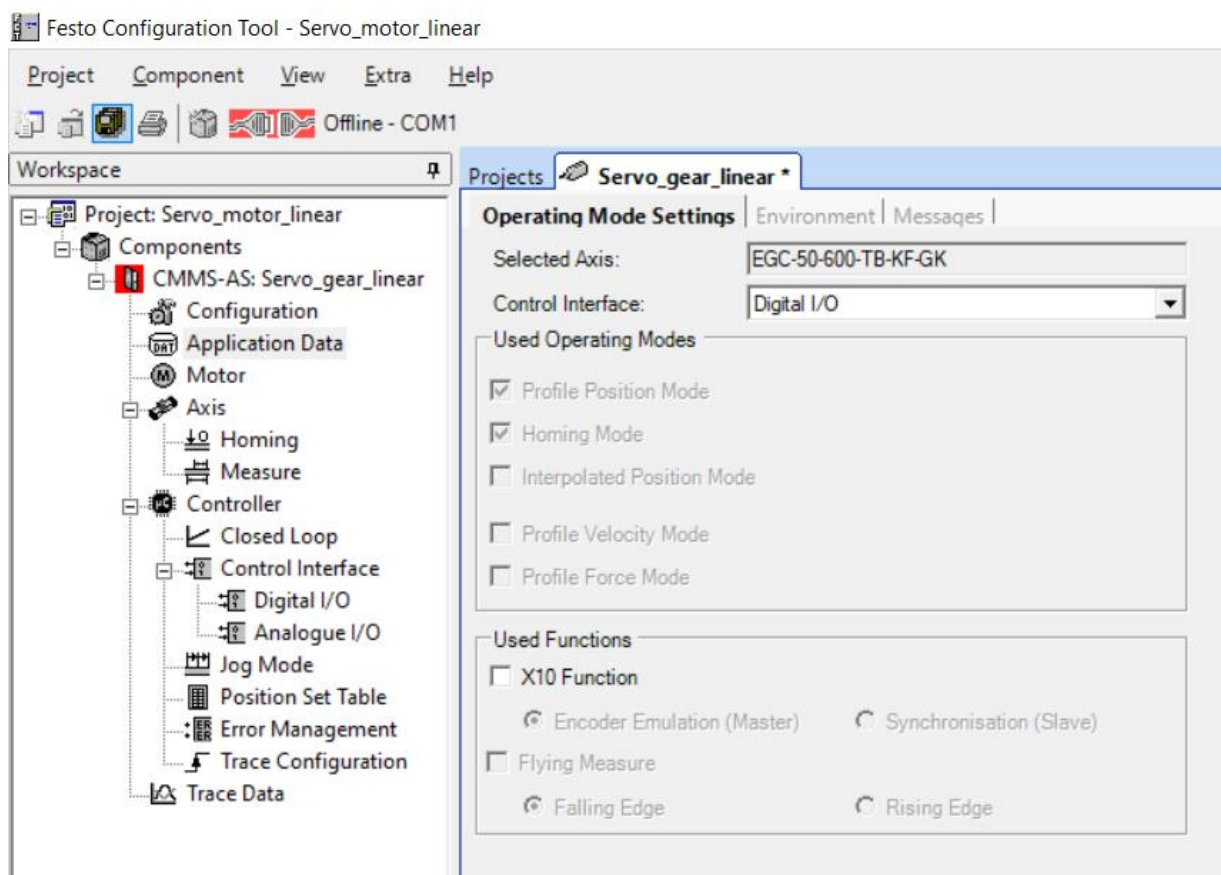 Festo Configuration Tool - Servo_motor_linear
Project Component View Extra Help
Offline - COM1
Workspace
Projects Servo_gear_linear *
Project: Servo_motor_linear
Components
CMMS-AS: Servo_gear_linear
Configuration
DAT Application Data
M Motor
Axis
Homing
Measure
Controller
Closed Loop
Control Interface
Digital I/O
Analogue I/O
Jog Mode
Position Set Table
Error Management
Trace Configuration
Trace Data
Operating Mode Settings Environment Messages
Selected Axis: EGC-50-600-TB-KF-GK
Control Interface: Digital I/O
Used Operating Modes
Profile Position Mode
Homing Mode
Interpolated Position Mode
Profile Velocity Mode
Profile Force Mode
Used Functions
X10 Function
Encoder Emulation (Master) Synchronisation (Slave)
Flying Measure
Falling Edge Rising Edge